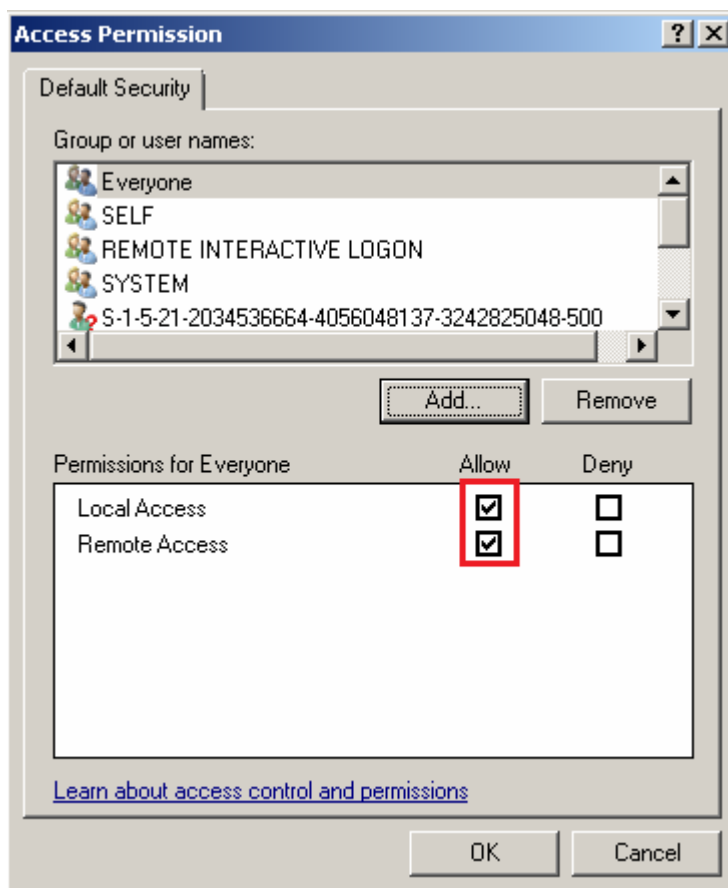 Access Permission
Default Security
Group or user names:
Everyone
SELF
REMOTE INTERACTIVE LOGON
SYSTEM
S-1-5-21-2034536664-4056048137-3242825048-500
Add... Remove
Permissions for Everyone Allow Deny
Local Access
Remote Access
Learn about access control and permissions
OK Cancel